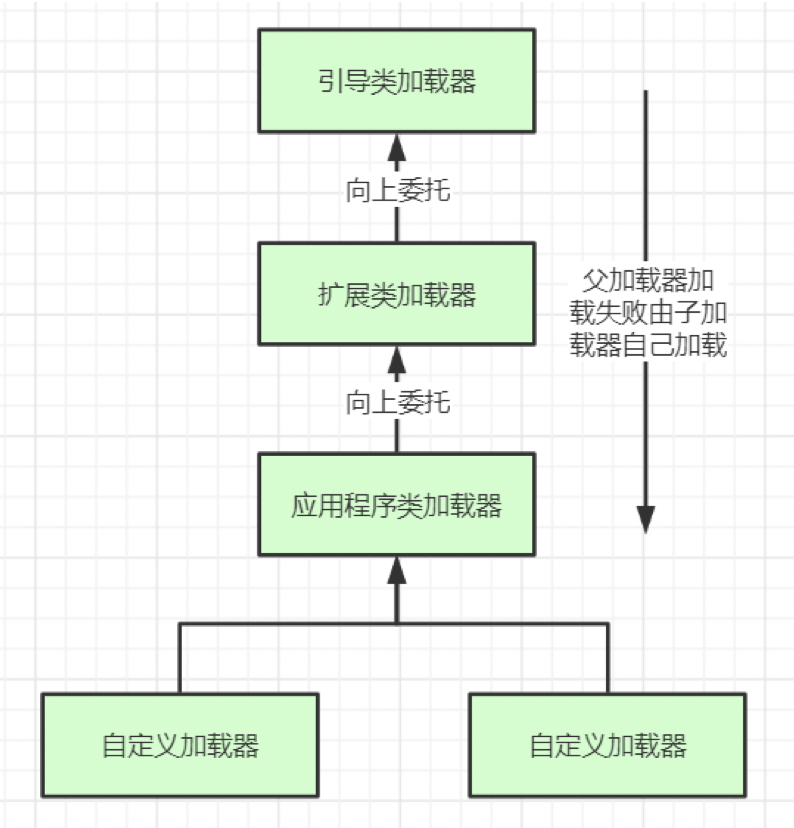 引导类加载器
向上委托
扩展类加载器
父加载器加
载失败由子加
载器自己加载
向上委托
应用程序类加载器
自定义加载器
自定义加载器